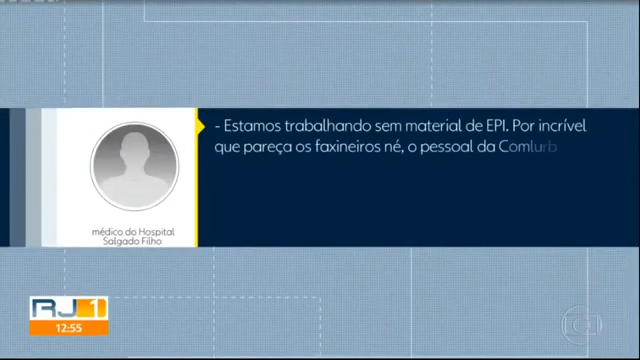 - Estamos trabalhando sem material de EPI. Por incrível
que pareça os faxineiros né, o pessoal da Comlurb
médico do Hospital
Salgado Filho
RJ1
12:55